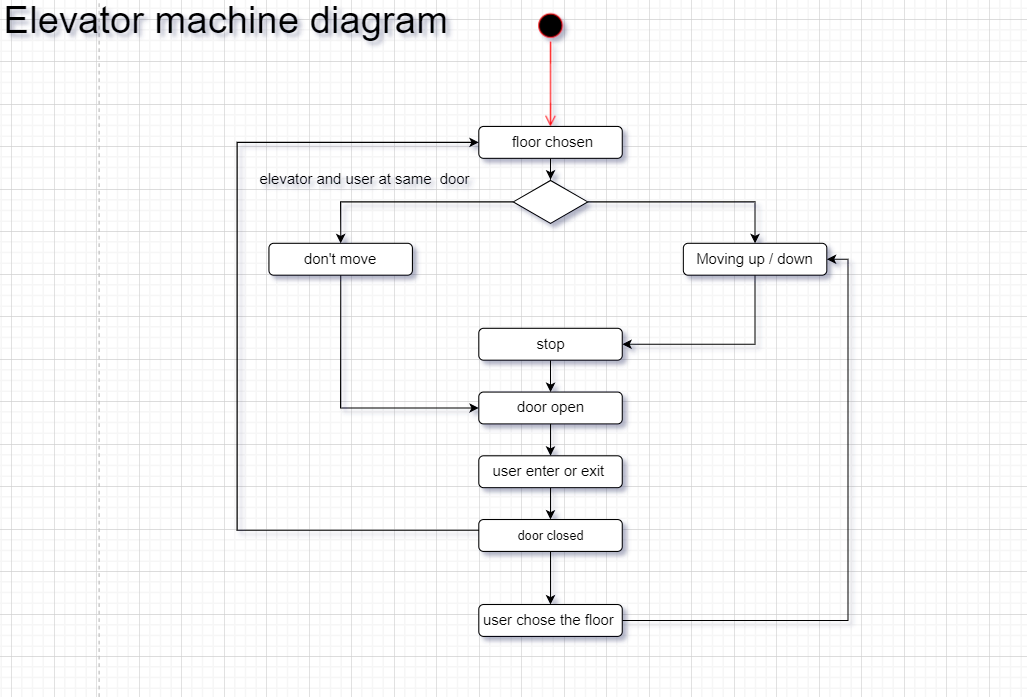 Elevator machine diagram
floor chosen
elevator and user at same door
don't move
Moving up / down
stop
door open
user enter or exit
door closed
user chose the floor